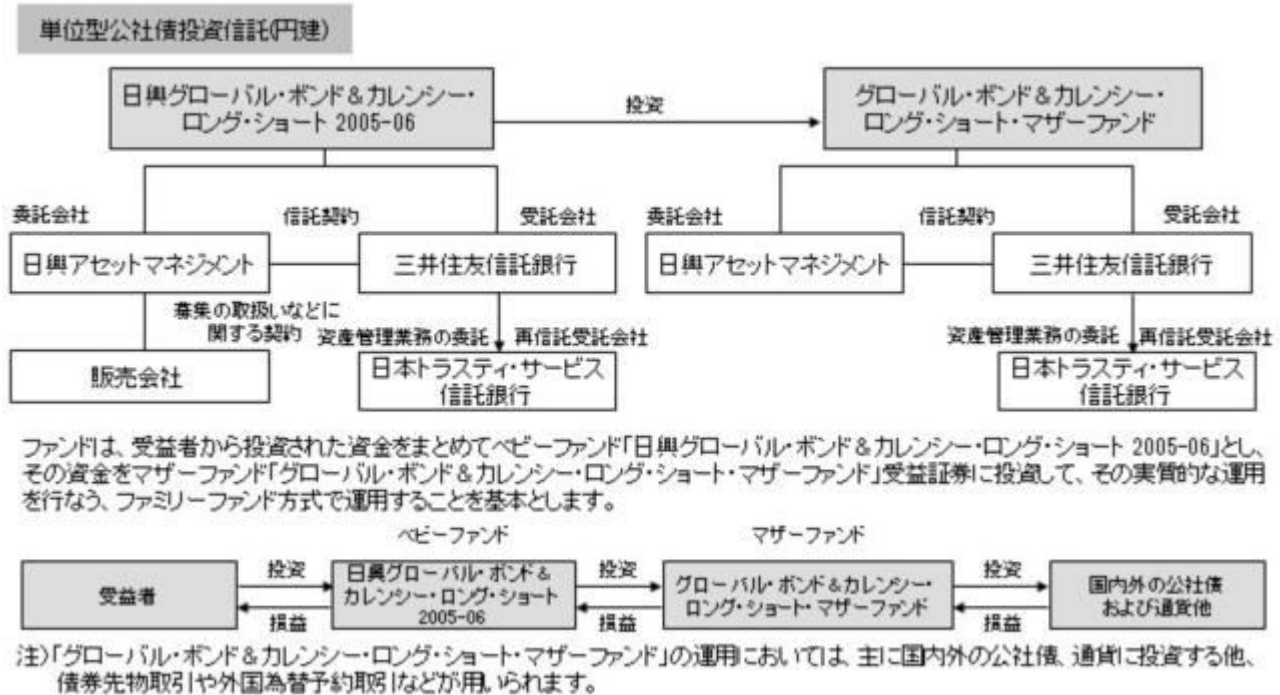 単位型公社債投資信託(円建)
日興グローバル・ボンド&カレンシー・
ロング・ショート 2005-06
投資
グローバル・ボンド&カレンシー・
ロング・ショート・マザーファンド
委託会社
信託契約
受託会社
委託会社
信託契約
受託会社
日興アセットマネジメント
三井住友信託銀行
日興アセットマネジメント
三井住友信託銀行
募集の取扱いなどに
関する契約
資産管理業務の委託
再信託受託会社
資産管理業務の委託
再信託受託会社
販売会社
日本トラスティ・サービス
信託銀行
日本トラスティ・サービス
信託銀行
ファンドは、受益者から投資された資金をまとめてベビーファンド「日興グローバル・ボンド&カレンシー・ロング・ショート 2005-06」とし、
その資金をマザーファンド「グローバル・ボンド&カレンシー・ロング・ショート・マザーファンド」受益証券に投資して、その実質的な運用
を行なう、ファミリーファンド方式で運用することを基本とします。
ベビーファンド
マザーファンド
受益者
投資
損益
日興グローバル・ボンド&
カレンシー・ロング・ショート
2005-06
投資
損益
グローバル・ボンド&カレンシー・
ロング・ショート・マザーファンド
投資
損益
国内外の公社債
および通貨他
注)「グローバル・ボンド&カレンシー・ロング・ショート・マザーファンド」の運用においては、主に国内外の公社債、通貨に投資する他、
債券先物取引や外国為替予約取引などが用いられます。